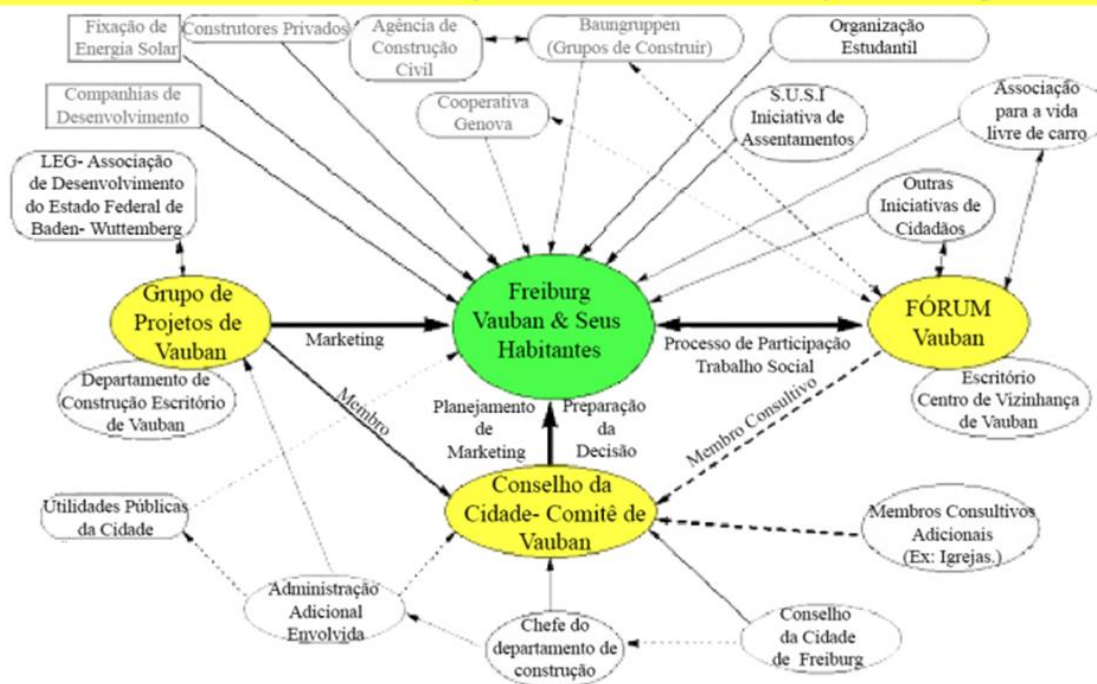 Fixação de
Energia Solar
Construtores Privados
Agência de
Construção
Civil
Baungruppen
(Grupos de Construir)
Organização
Estudantil
Companhias de
Desenvolvimento
Cooperativa
Genova
S.U.S.I
Iniciativa de
Assentamentos
Associação
para a vida
livre de carro
LEG- Associação
de Desenvolvimento
do Estado Federal de
Baden- Wuttemberg
Outras
Iniciativas de
Cidadãos
Grupo de
Projetos de
Vauban
Marketing
Freiburg
Vauban & Seus
Habitantes
Processo de Participação
Trabalho Social
FÓRUM
Vauban
Departamento de
Construção Escritório
de Vauban
Membro
Planejamento
de
Marketing
Preparação
da
Decisão
Membro Consultivo
Escritório
Centro de Vizinhança
de Vauban
Utilidades Públicas
da Cidade
Conselho da
Cidade- Comitê de
Vauban
Membros Consultivos
Adicionais
(Ex: Igrejas.)
Administração
Adicional
Envolvida
Chefe do
departamento de
construção
Conselho
da Cidade
de Freiburg